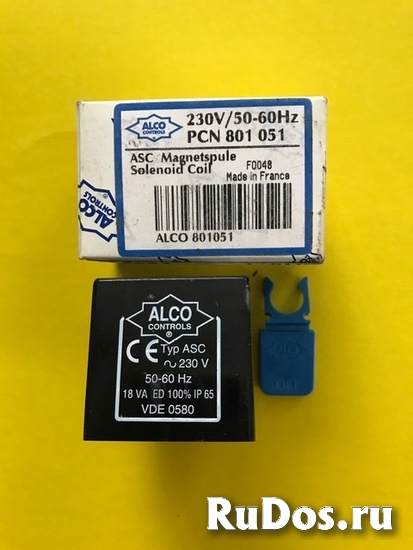 ALCO
CONTROLS
®
230V/50-60Hz
PCN 801 051
ASC Magnetspule
Solenoid Coil
F0048
Made in France
ALCO 801051
ALCO
CONTROLS
ALCO
CONTROLS
®
CE Typ ASC
~ 230 V
50-60 Hz
18 VA ED 100% IP 65
VDE 0580
ALCO
RuDos.ru